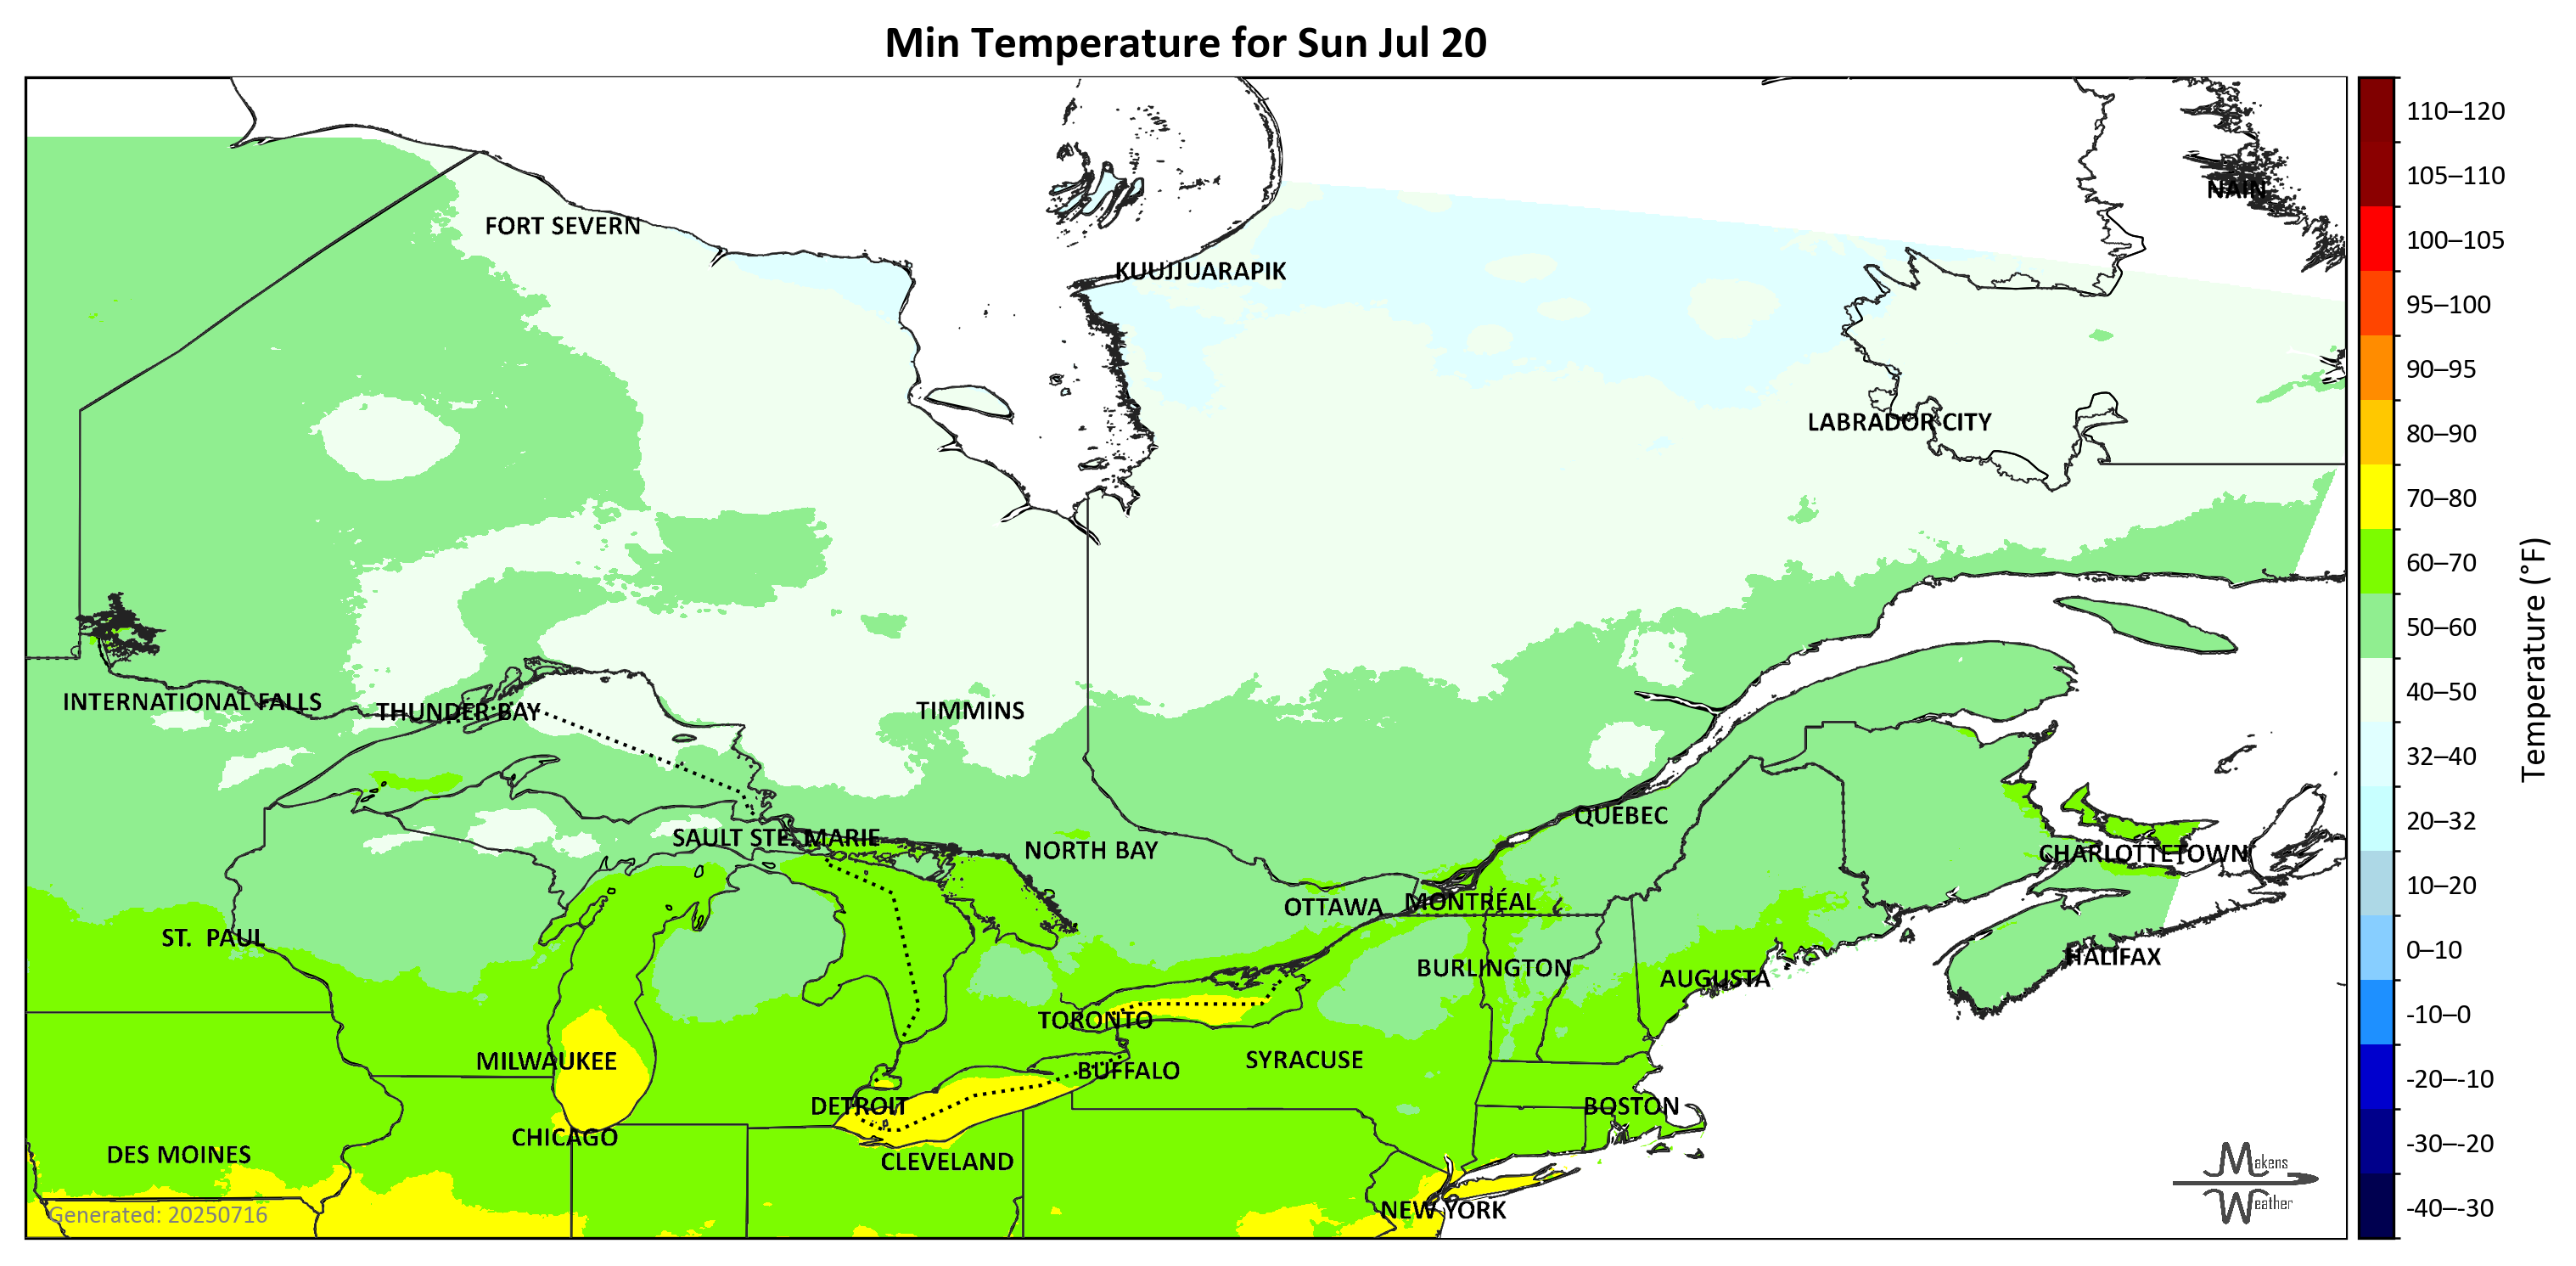 Min Temperature for Sun Jul 20
110–120
105–110
NAIN
FORT SEVERN
100–105
KUUJJUARAPIK
95–100
90–95
LABRADOR CITY
80–90
70–80
60–70
50–60
Temperature (°F)
INTERNATIONAL FALLS
THUNDER BAY
TIMMINS
40–50
32–40
QUEBEC
20–32
SAULT STE. MARIE
NORTH BAY
CHARLOTTETOWN
10–20
OTTAWA
MONTRÉAL
ST. PAUL
0–10
HALIFAX
BURLINGTON
AUGUSTA
TORONTO
-10–0
MILWAUKEE
SYRACUSE
BUFFALO
-20–-10
DETROIT
BOSTON
CHICAGO
-30–-20
DES MOINES
CLEVELAND
Makens
Weather
NEW YORK
-40–-30
Generated: 20250716